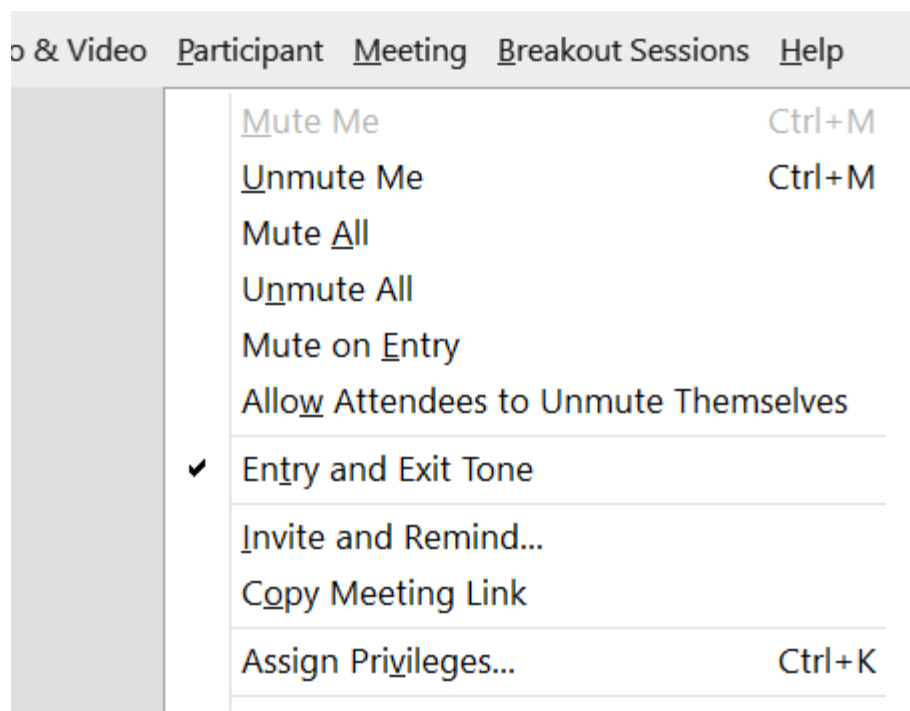 o & Video Participant Meeting Breakout Sessions Help
Mute Me Ctrl+M
Unmute Me Ctrl+M
Mute All
Unmute All
Mute on Entry
Allow Attendees to Unmute Themselves
Entry and Exit Tone
Invite and Remind...
Copy Meeting Link
Assign Privileges... Ctrl+K